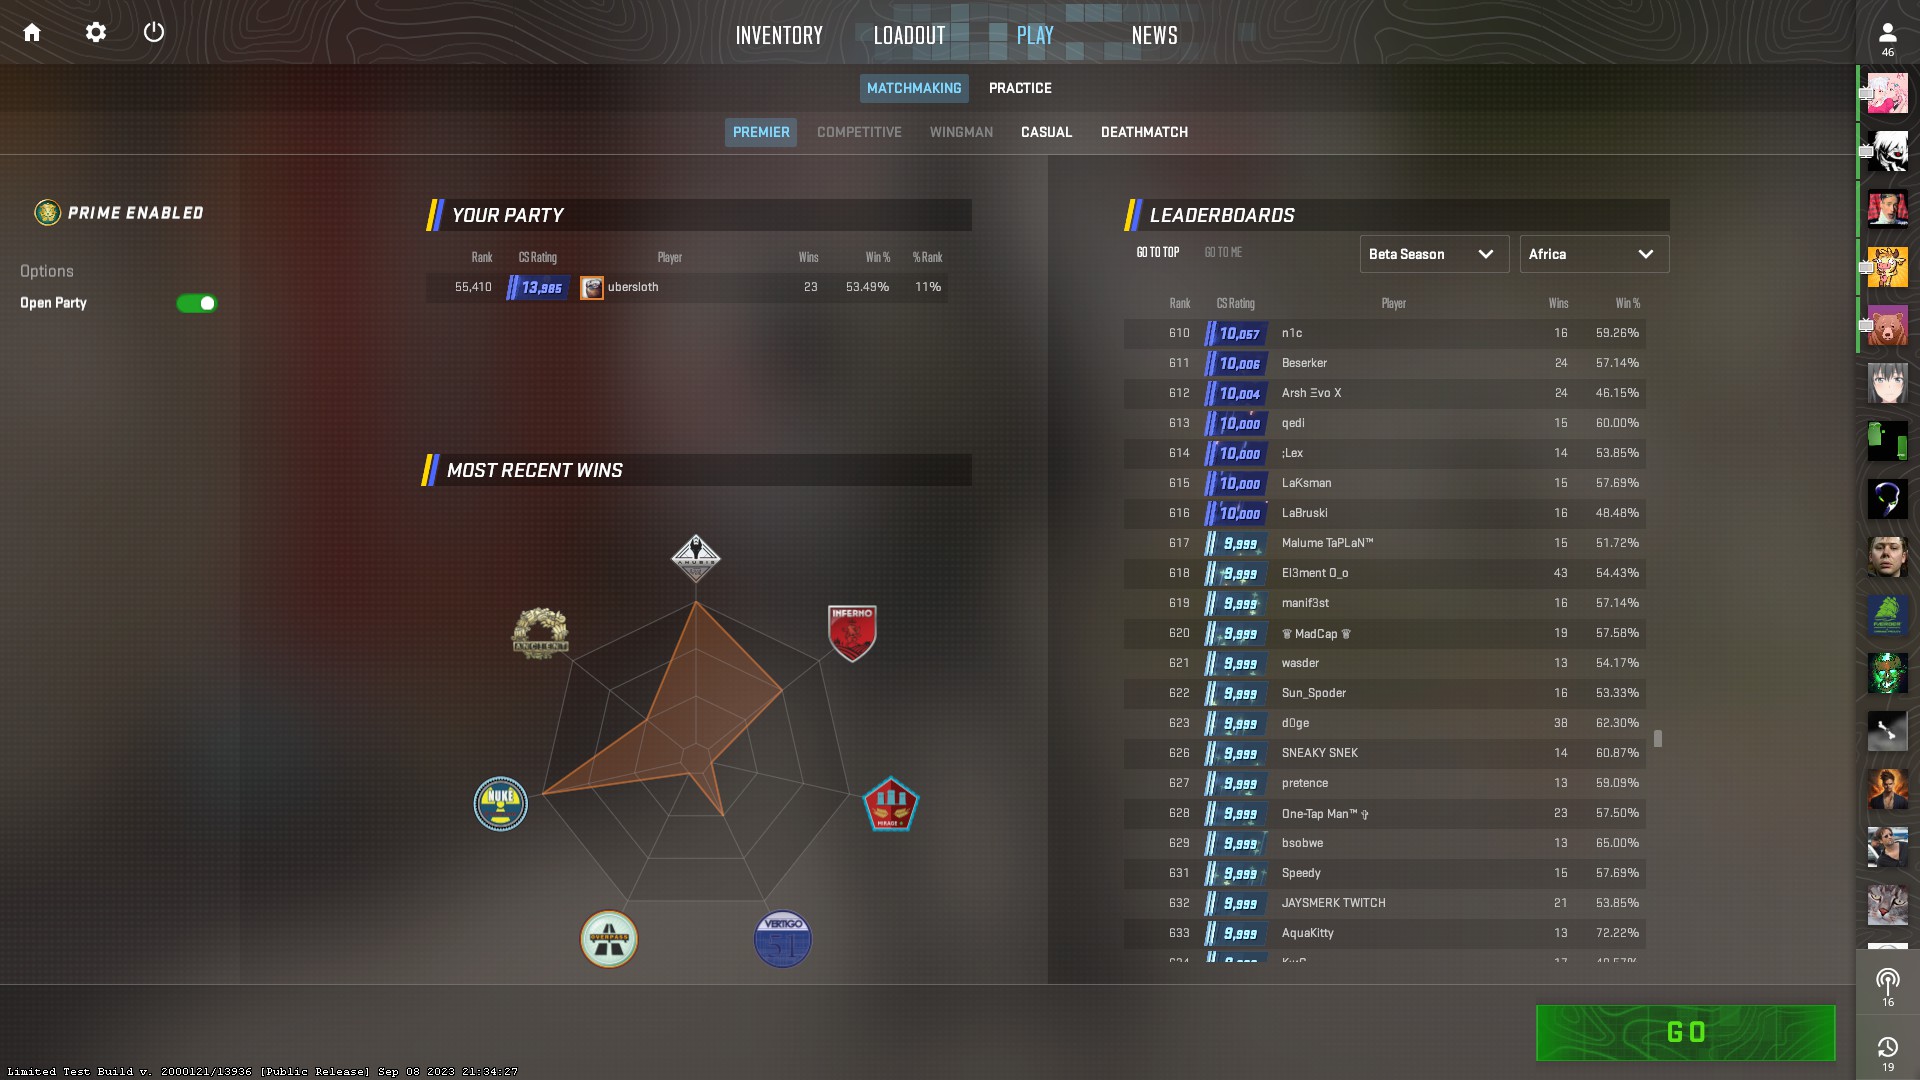 INVENTORY LOADOUT PLAY NEWS
46
MATCHMAKING PRACTICE
PREMIER COMPETITIVE WINGMAN CASUAL DEATHMATCH
PRIME ENABLED
Options
Open Party
YOUR PARTY
Rank CS Rating Player Wins Win % % Rank
55,410 13,985 ubersloth 23 53.49% 11%
MOST RECENT WINS
ANUBIS
INFERNO
ANCIENT
NUKE
MIRAGE
OVERPASS
VERTIGO
51
LEADERBOARDS
GO TO TOP GO TO ME Beta Season Africa
Rank CS Rating Player Wins Win %
610 10,057 n1c 16 59.26%
611 10,006 Beserker 24 57.14%
612 10,004 Arsh Ξvo X 24 46.15%
613 10,000 qedi 15 60.00%
614 10,000 ;Lex 14 53.85%
615 10,000 LaKsman 15 57.69%
616 10,000 LaBruski 16 48.48%
617 9,999 Malume TaPLaN™ 15 51.72%
618 9,999 El3ment O_o 43 54.43%
619 9,999 manif3st 16 57.14%
620 9,999 ♕ MadCap ♕ 19 57.58%
621 9,999 wasder 13 54.17%
622 9,999 Sun_Spoder 16 53.33%
623 9,999 d▯ge 38 62.30%
626 9,999 SNEAKY SNEK 14 60.87%
627 9,999 pretence 13 59.09%
628 9,999 One-Tap Man™ ✞ 23 57.50%
629 9,999 bsobwe 13 65.00%
631 9,999 Speedy 15 57.69%
632 9,999 JAYSMERK TWITCH 21 53.85%
633 9,999 AquaKitty 13 72.22%
16
GO
19
Limited Test Build v. 2000121/13936 [Public Release] Sep 08 2023 21:34:27